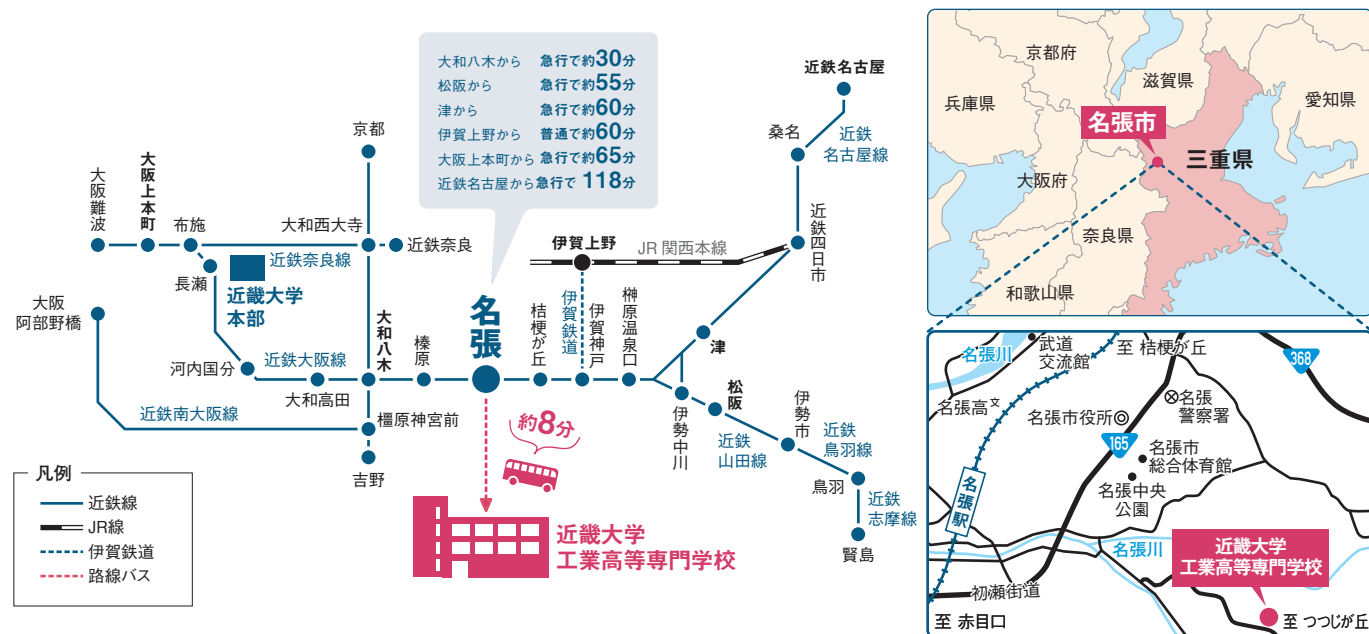 大和八木から 急行で約30分
松阪から 急行で約55分
津から 急行で約60分
伊賀上野から 普通で約60分
大阪上本町から 急行で約65分
近鉄名古屋から 急行で 118分
近鉄名古屋
桑名
近鉄
名古屋線
近鉄四日市
京都
大阪難波
大阪上本町
布施
大和西大寺
近鉄奈良
近鉄奈良線
長瀬
近畿大学
本部
伊賀上野
JR 関西本線
大阪
阿部野橋
河内国分
近鉄大阪線
大和高田
大和八木
榛原
名張
桔梗が丘
伊賀鉄道
伊賀神戸
榊原温泉口
津
松阪
伊勢中川
近鉄
山田線
伊勢市
近鉄
鳥羽線
鳥羽
近鉄
志摩線
賢島
近鉄南大阪線
橿原神宮前
吉野
約8分
近畿大学
工業高等専門学校
凡例
近鉄線
JR線
伊賀鉄道
路線バス
京都府
滋賀県
兵庫県
愛知県
名張市
三重県
大阪府
奈良県
和歌山県
名張川
武道
交流館
至 桔梗が丘
368
名張高文
名張市役所
名張
警察署
165
名張市
総合体育館
名張中央
公園
名張駅
名張川
近畿大学
工業高等専門学校
初瀬街道
至 赤目口
至 つつじが丘